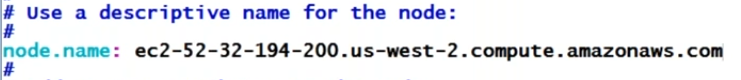 # Use a descriptive name for the node:
#
node.name: ec2-52-32-194-200.us-west-2.compute.amazonaws.com
#